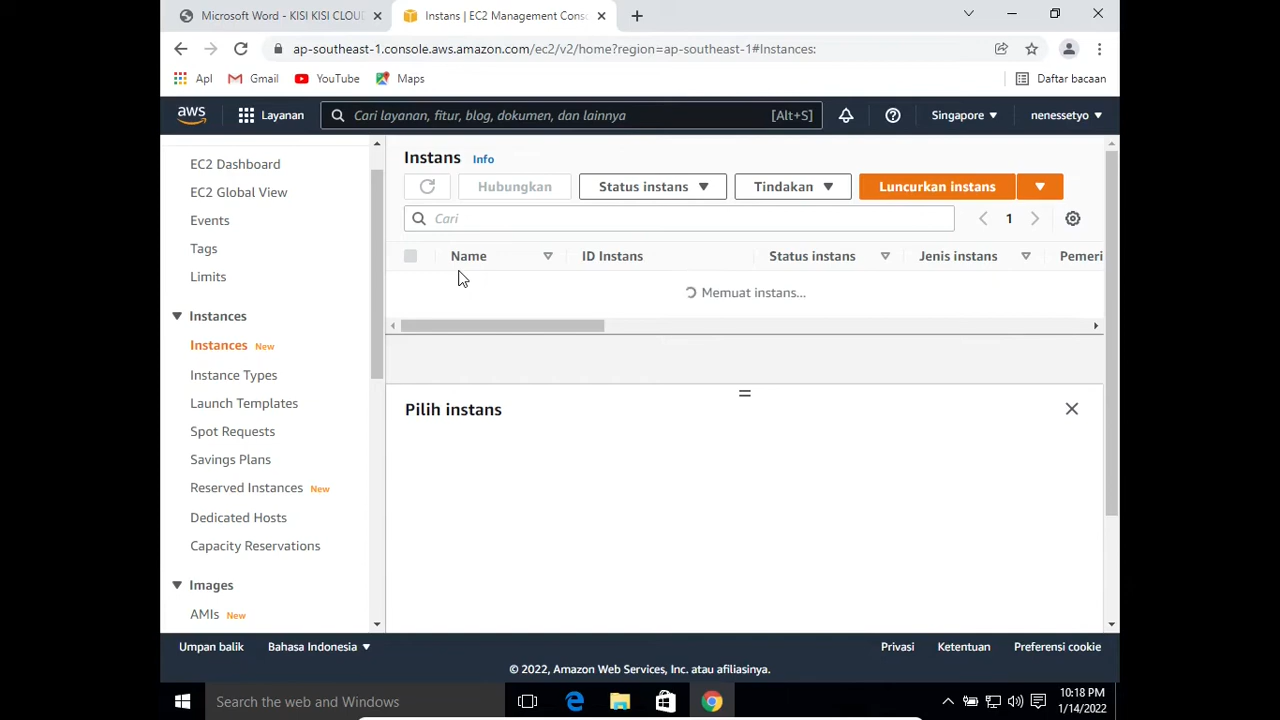 Microsoft Word - KISI KISI CLOUD
Instans | EC2 Management Conso
ap-southeast-1.console.aws.amazon.com/ec2/v2/home?region=ap-southeast-1#Instances:
Apl
Gmail
YouTube
Maps
Daftar bacaan
aws
Layanan
Cari layanan, fitur, blog, dokumen, dan lainnya
[Alt+S]
Singapore
nenessetyo
EC2 Dashboard
EC2 Global View
Events
Tags
Limits
Instances
Instances New
Instance Types
Launch Templates
Spot Requests
Savings Plans
Reserved Instances New
Dedicated Hosts
Capacity Reservations
Images
AMIs New
Instans Info
Hubungkan
Status instans
Tindakan
Luncurkan instans
Cari
1
Name
ID Instans
Status instans
Jenis instans
Pemeri
Memuat instans...
Pilih instans
Umpan balik
Bahasa Indonesia
Privasi
Ketentuan
Preferensi cookie
© 2022, Amazon Web Services, Inc. atau afiliasinya.
Search the web and Windows
10:18 PM
1/14/2022